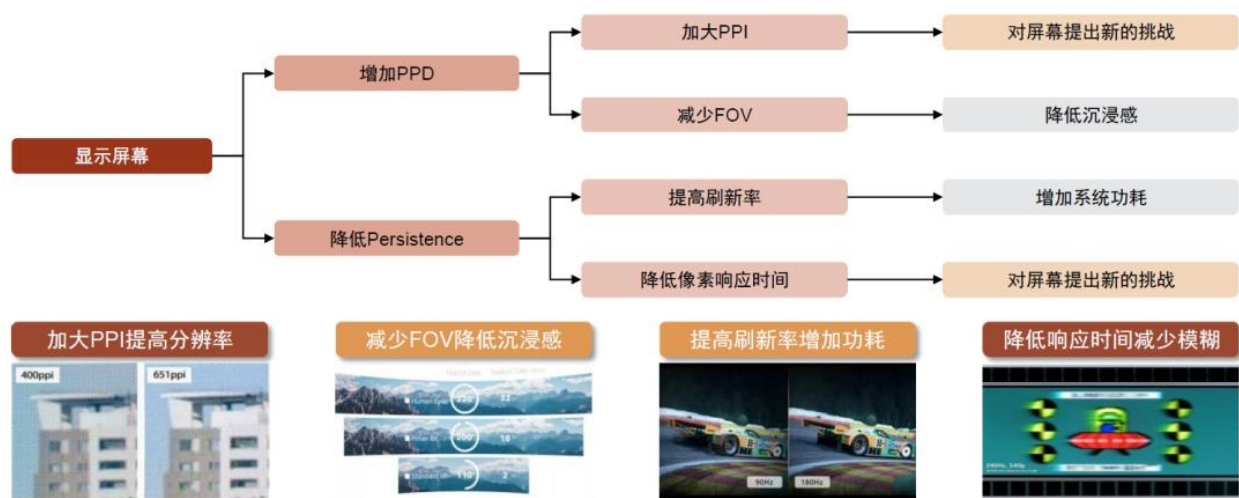 加大PPI
对屏幕提出新的挑战
增加PPD
减少FOV
降低沉浸感
显示屏幕
提高刷新率
增加系统功耗
降低Persistence
降低像素响应时间
对屏幕提出新的挑战
加大PPI提高分辨率
减少FOV降低沉浸感
提高刷新率增加功耗
降低响应时间减少模糊
400ppi
651ppi
220°
32
200°
16
110°
2
90Hz
180Hz
240Hz, 540p